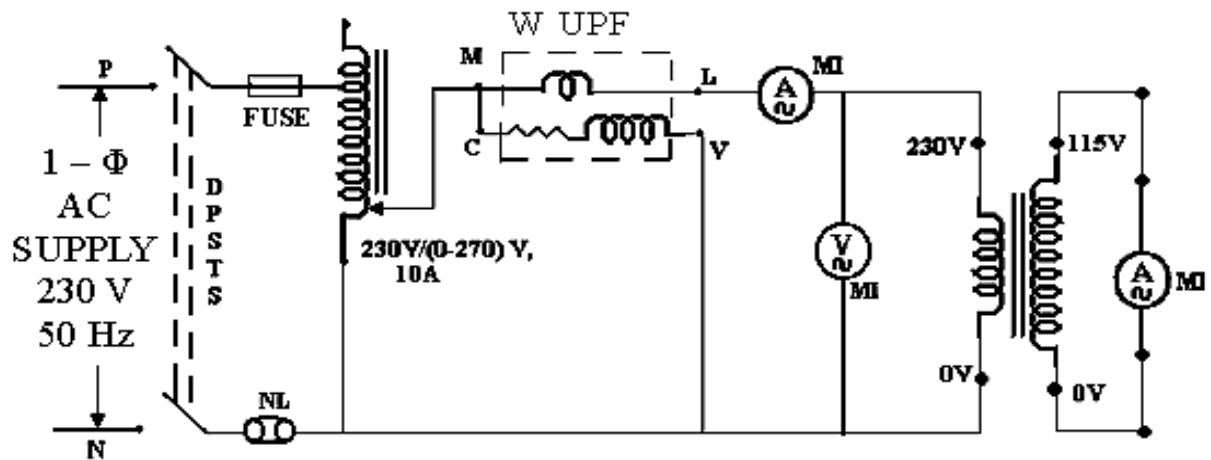 W UPF
P
M
L
A
MI
FUSE
C
V
230V
115V
1 – Φ
AC
SUPPLY
230 V
50 Hz
DPSTS
230V/(0-270) V,
10A
V
MI
A
MI
0V
0V
NL
N